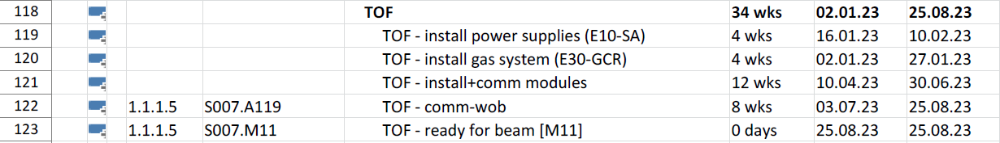 118 TOF 34 wks 02.01.23 25.08.23
119 TOF - install power supplies (E10-SA) 4 wks 16.01.23 10.02.23
120 TOF - install gas system (E30-GCR) 4 wks 02.01.23 27.01.23
121 TOF - install+comm modules 12 wks 10.04.23 30.06.23
122 1.1.1.5 S007.A119 TOF - comm-wob 8 wks 03.07.23 25.08.23
123 1.1.1.5 S007.M11 TOF - ready for beam [M11] 0 days 25.08.23 25.08.23